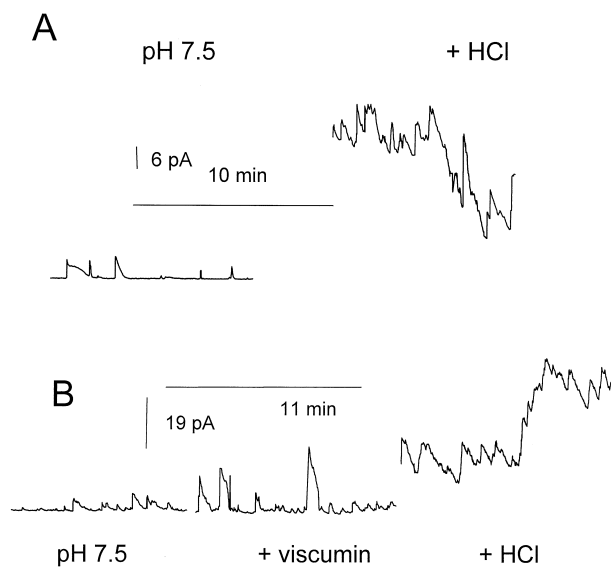 A
pH 7.5 + HCl
6 pA
10 min
B
11 min
19 pA
pH 7.5 + viscumin + HCl